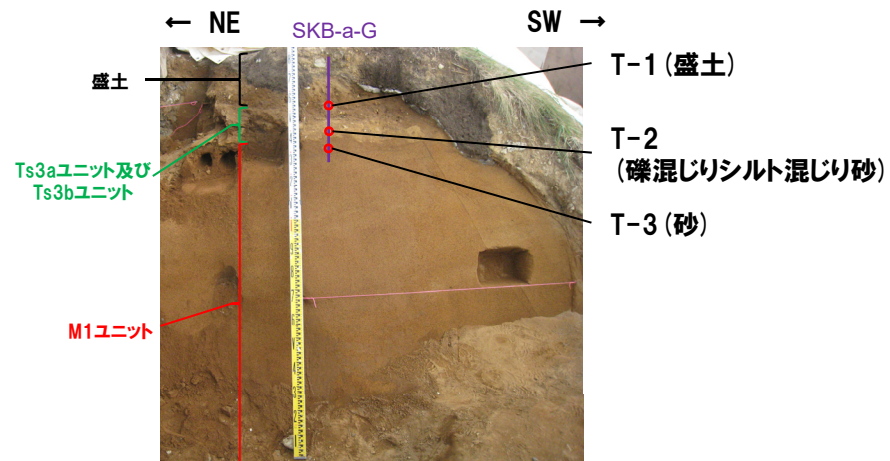 ← NE
SKB-a-G
SW →
盛土
T-1(盛土)
T-2
(礫混じりシルト混じり砂)
Ts3aユニット及び
Ts3bユニット
T-3(砂)
M1ユニット